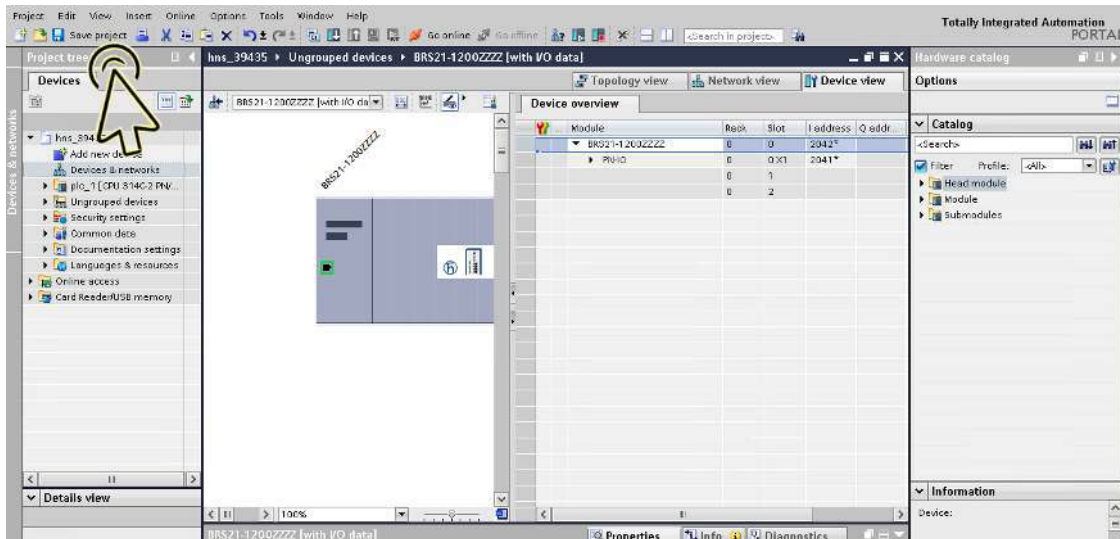 Project Edit View Insert Online Options Tools Window Help
Totally Integrated Automation
PORTAL
Save project
Go online
Go offline
<Search in project>
Project tree
hns_39435 ▸ Ungrouped devices ▸ BRS21-1200ZZZZ [with I/O data]
Hardware catalog
Devices
Topology view
Network view
Device view
Options
BRS21-1200ZZZZ [with I/O da
Device overview
Module Rack Slot I address Q addr...
BRS21-1200ZZZZ 0 0 2042*
PN-IO 0 0 X1 2041*
0 1
0 2
Catalog
<Search>
Filter Profile: <All>
Head module
Module
Submodules
Add new device
Devices & networks
plc_1 [CPU 314C-2 PN/...
Ungrouped devices
Security settings
Common data
Documentation settings
Languages & resources
Online access
Card Reader/USB memory
Devices & networks
BRS21-1200ZZZZ
Details view
100%
Information
Device:
BRS21-1200ZZZZ [with I/O data]
Properties
Info
Diagnostics